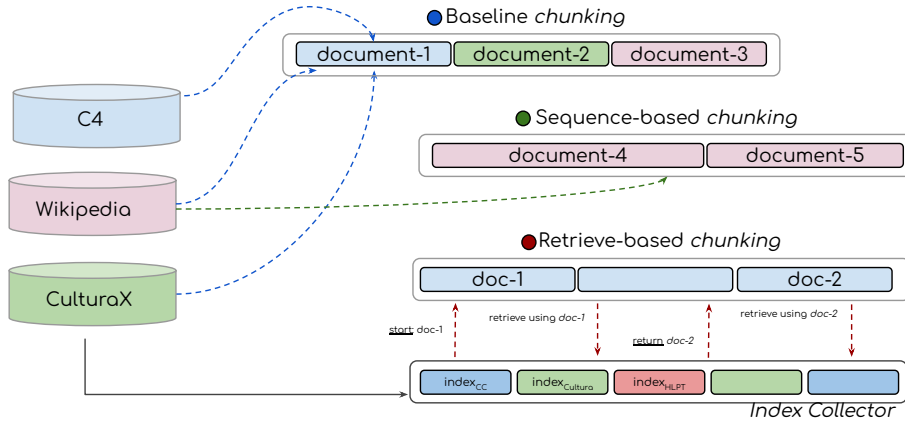 Baseline chunking
document-1 document-2 document-3
C4
Sequence-based chunking
document-4 document-5
Wikipedia
Retrieve-based chunking
CulturaX
doc-1 doc-2
start doc-1 retrieve using doc-1 return doc-2 retrieve using doc-2
indexCC indexCultura indexHLPT
Index Collector